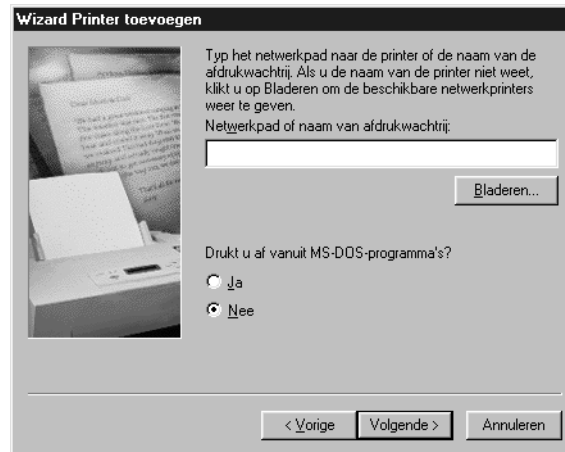 Wizard Printer toevoegen
Typ het netwerkpad naar de printer of de naam van de
afdrukwachtrij. Als u de naam van de printer niet weet,
klikt u op Bladeren om de beschikbare netwerkprinters
weer te geven.
Netwerkpad of naam van afdrukwachtrij:
Bladeren...
Drukt u af vanuit MS-DOS-programma's?
Ja
Nee
< Vorige
Volgende >
Annuleren